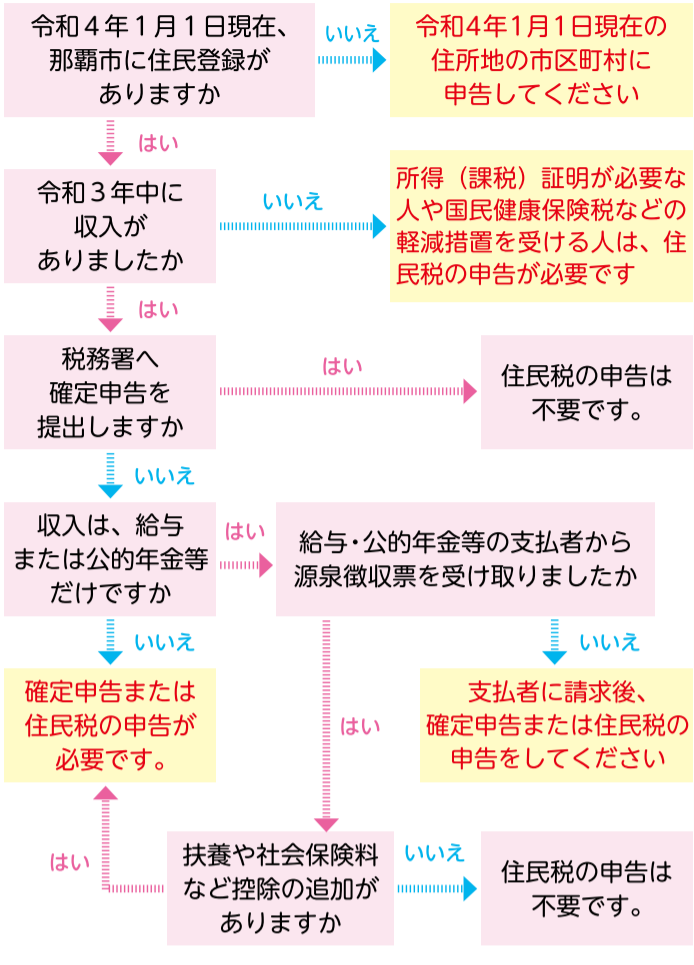 令和４年１月１日現在、
那覇市に住民登録が
ありますか
いいえ
令和4年1月1日現在の
住所地の市区町村に
申告してください
はい
令和３年中に
収入が
ありましたか
いいえ
所得（課税）証明が必要な
人や国民健康保険税などの
軽減措置を受ける人は、住
民税の申告が必要です
はい
税務署へ
確定申告を
提出しますか
はい
住民税の申告は
不要です。
いいえ
収入は、給与
または公的年金等
だけですか
はい
給与・公的年金等の支払者から
源泉徴収票を受け取りましたか
いいえ
確定申告または
住民税の申告が
必要です。
いいえ
支払者に請求後、
確定申告または住民税の
申告をしてください
はい
扶養や社会保険料
など控除の追加が
ありますか
はい
いいえ
住民税の申告は
不要です。